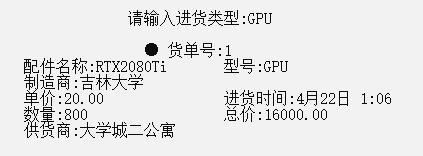 请输入进货类型:GPU
● 货单号:1
配件名称:RTX2080Ti 型号:GPU
制造商:吉林大学
单价:20.00 进货时间:4月22日 1:06
数量:800 总价:16000.00
供货商:大学城二公寓